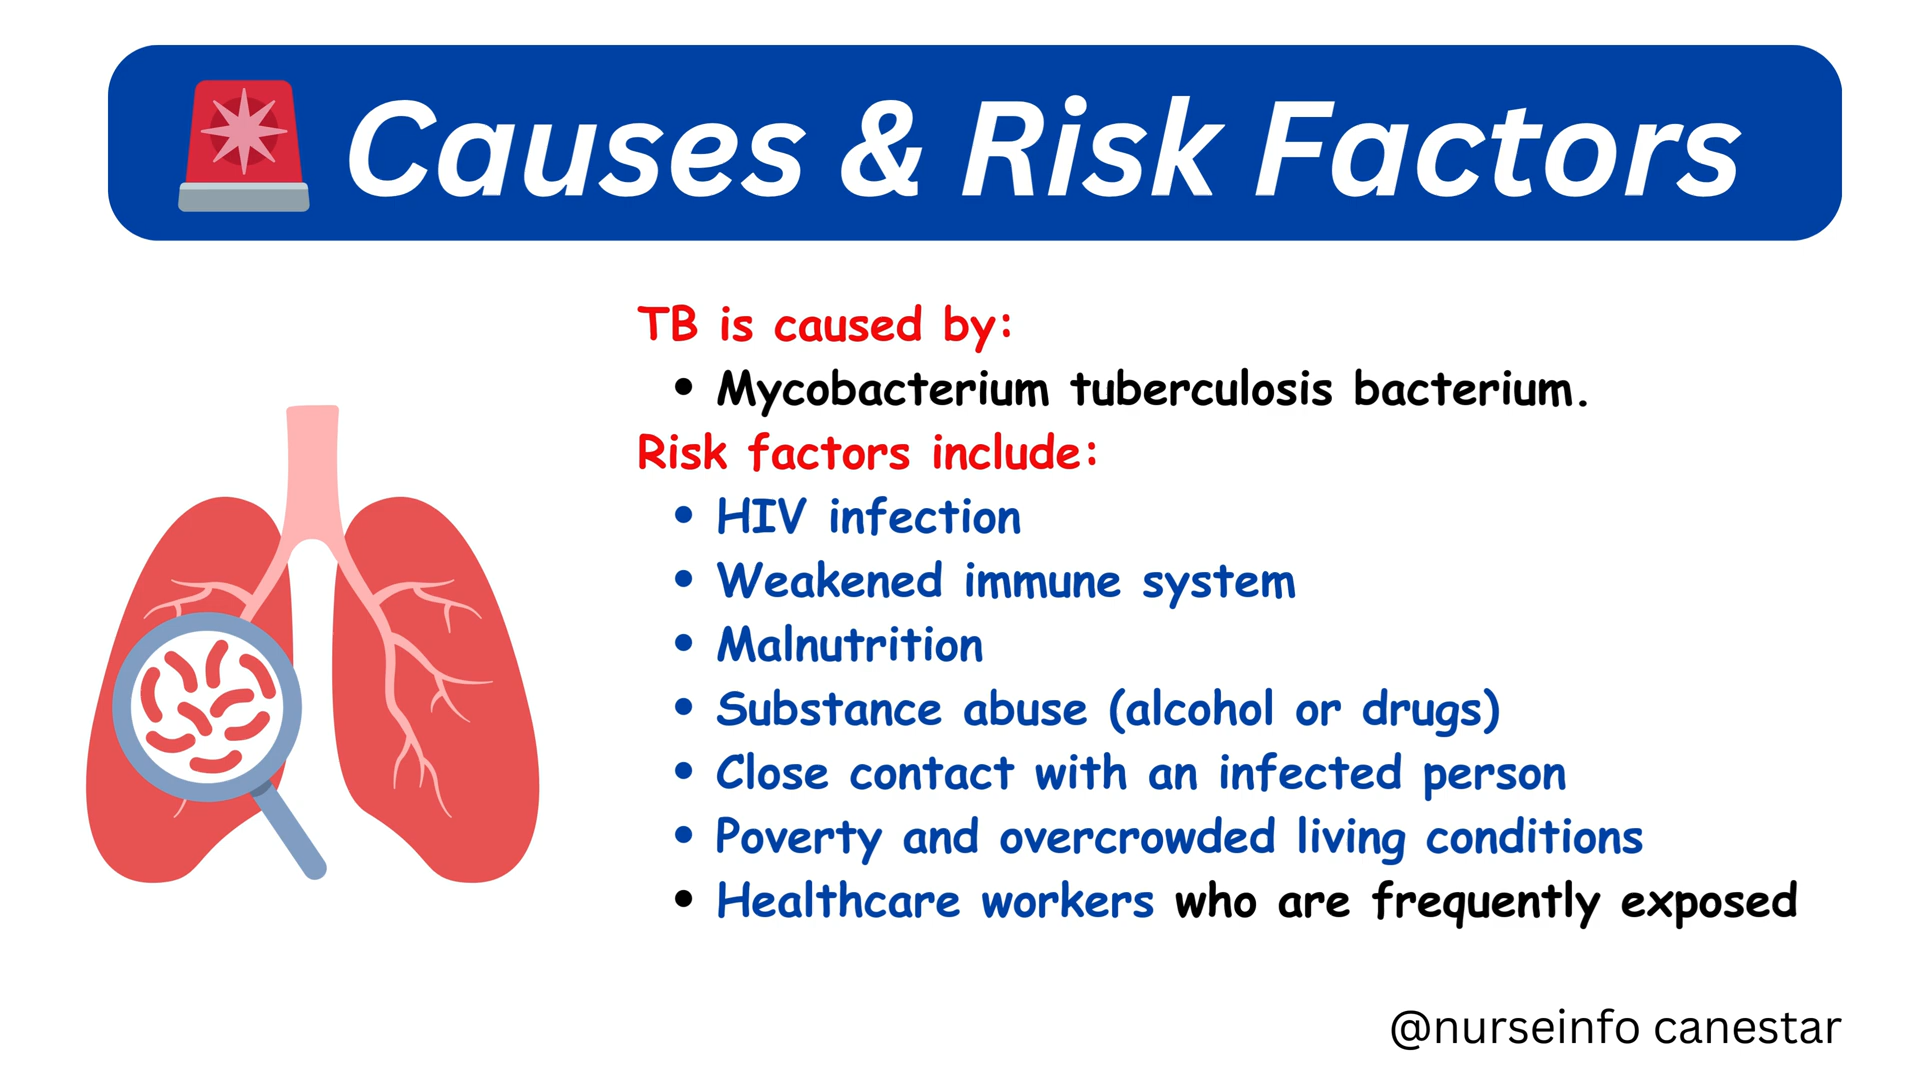 Causes & Risk Factors
TB is caused by:
• Mycobacterium tuberculosis bacterium.
Risk factors include:
• HIV infection
• Weakened immune system
• Malnutrition
• Substance abuse (alcohol or drugs)
• Close contact with an infected person
• Poverty and overcrowded living conditions
• Healthcare workers who are frequently exposed
@nurseinfo canestar